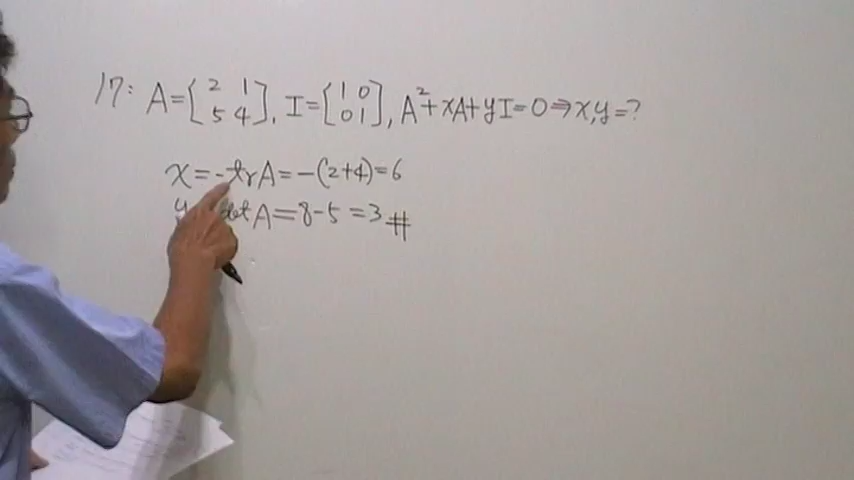 17: A=[2 1 5 4], I=[1 0 0 1], A²+xA+yI=0⇒x,y=?
x=-trA=-(2+4)=6
y det A=8-5=3 #